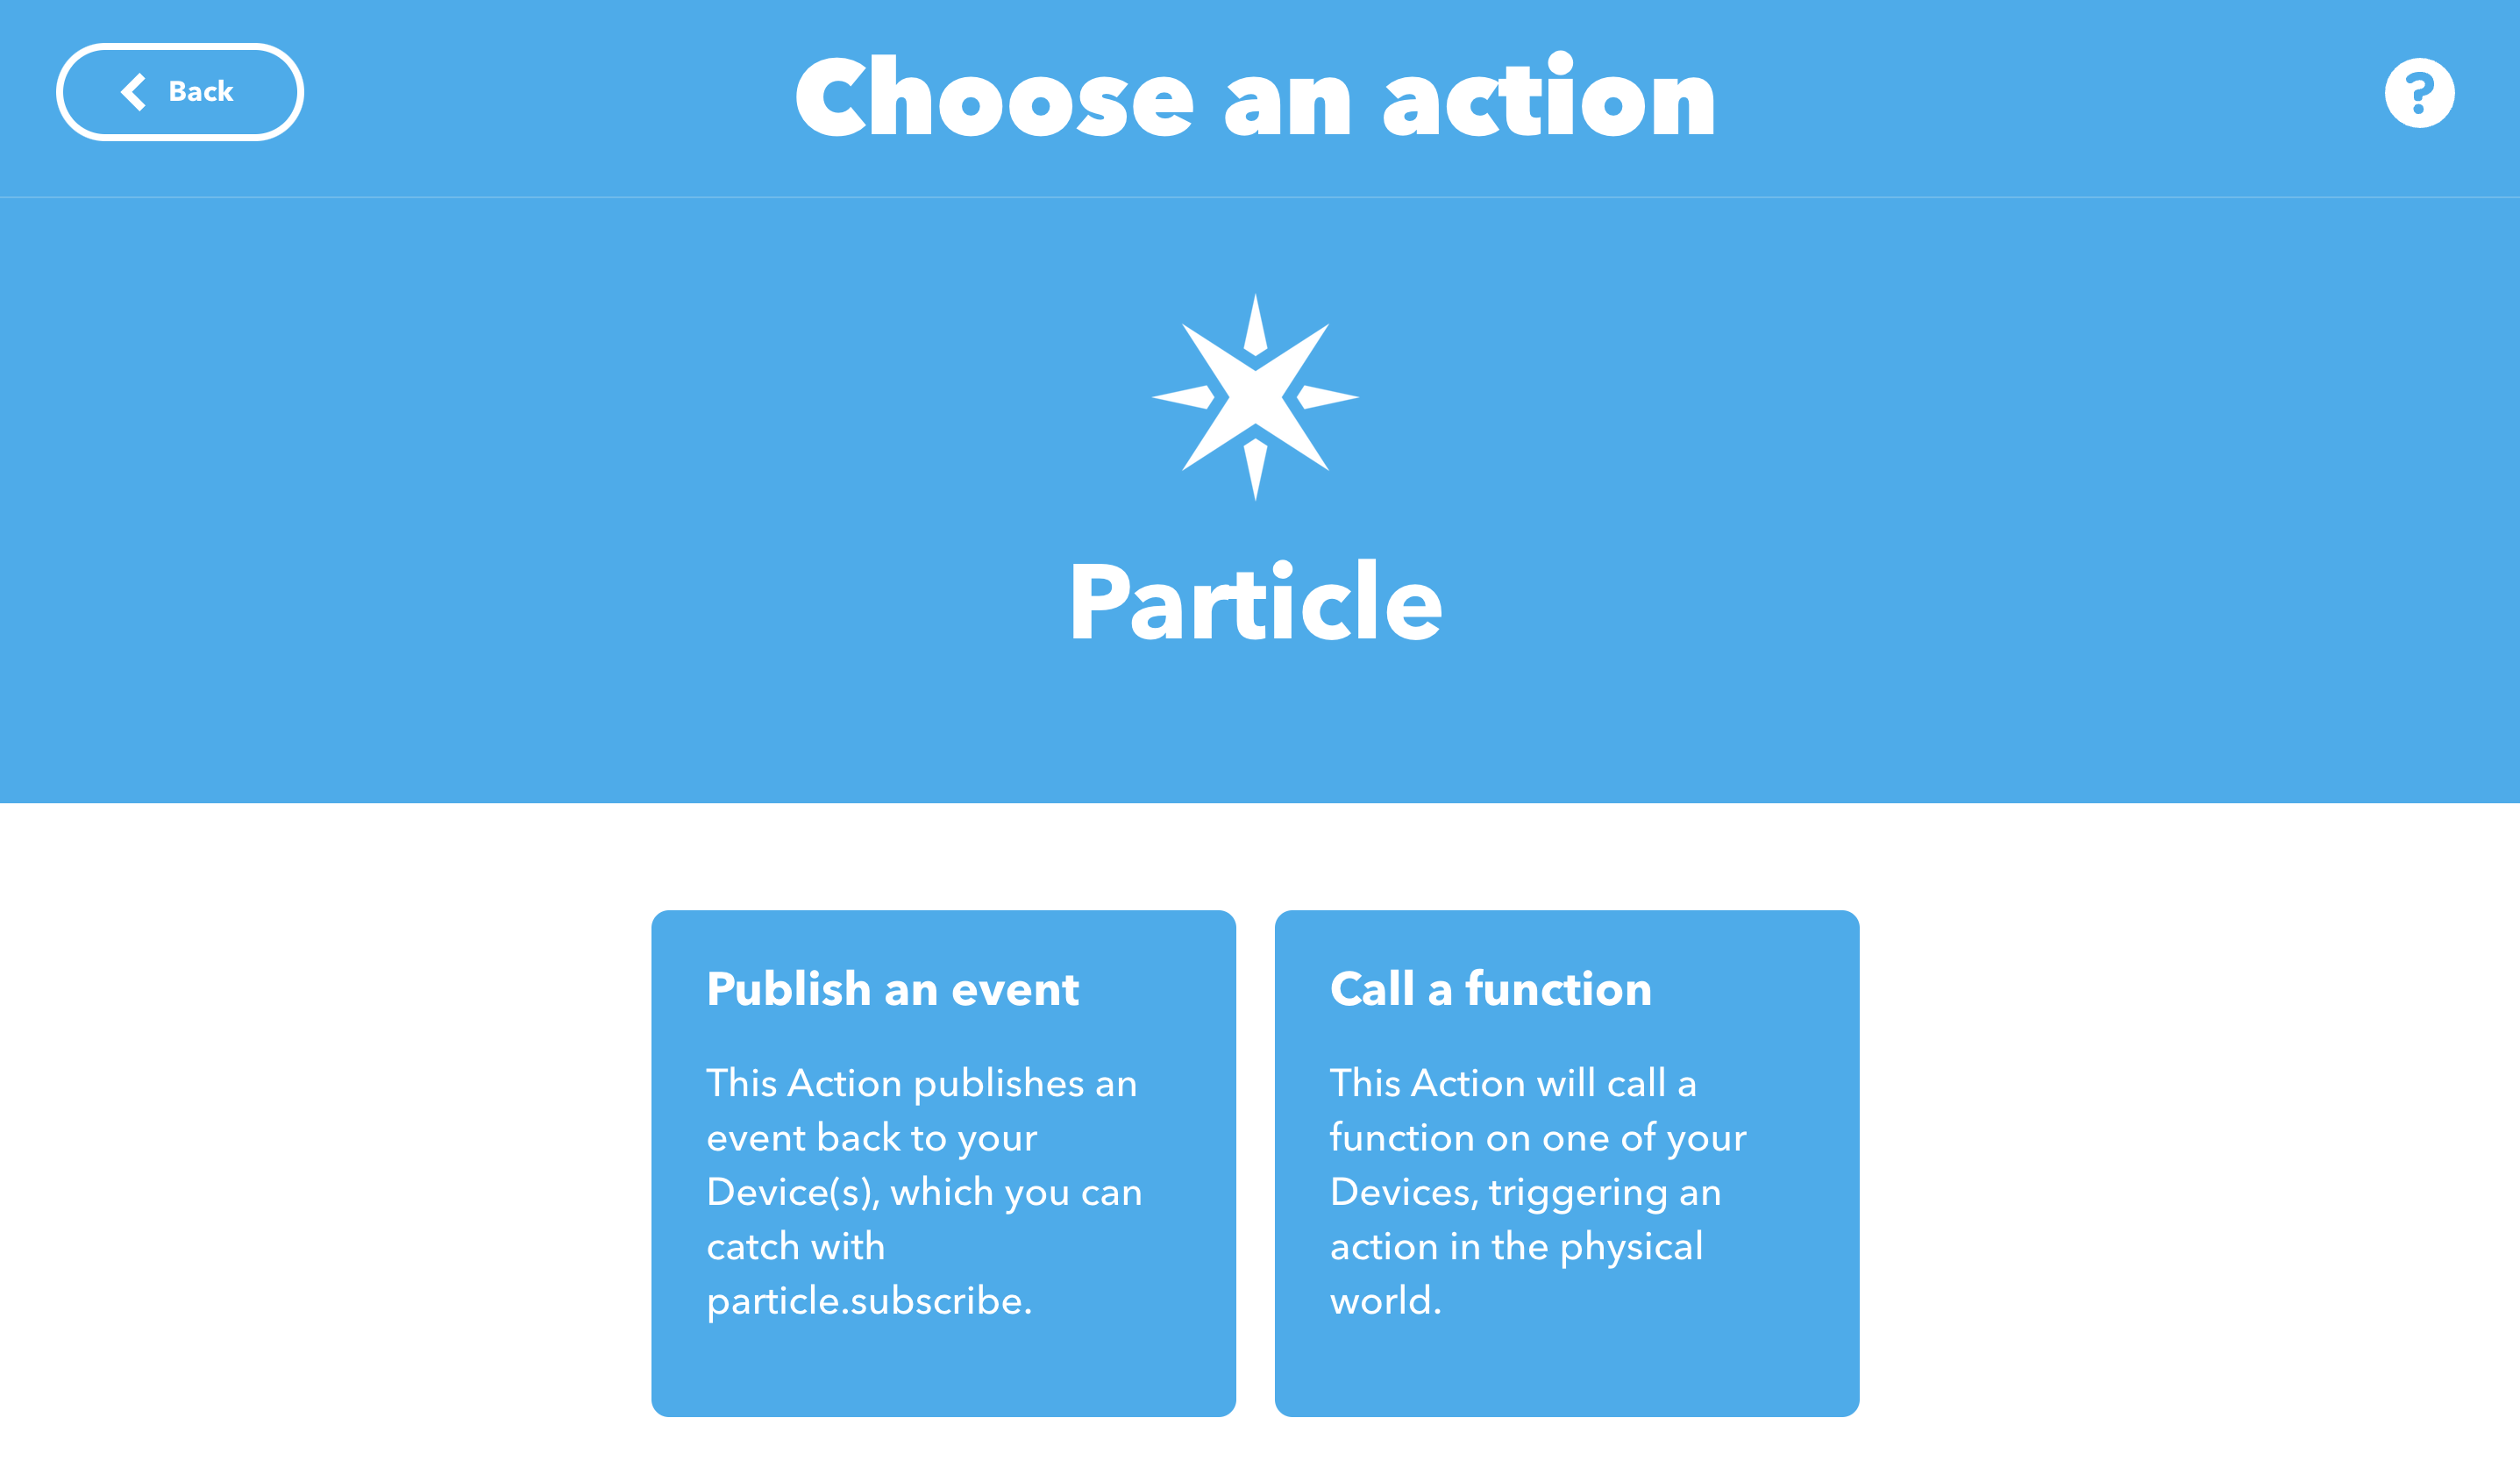 Back
Choose an action
?
Particle
Publish an event
This Action publishes an
event back to your
Device(s), which you can
catch with
particle.subscribe.
Call a function
This Action will call a
function on one of your
Devices, triggering an
action in the physical
world.